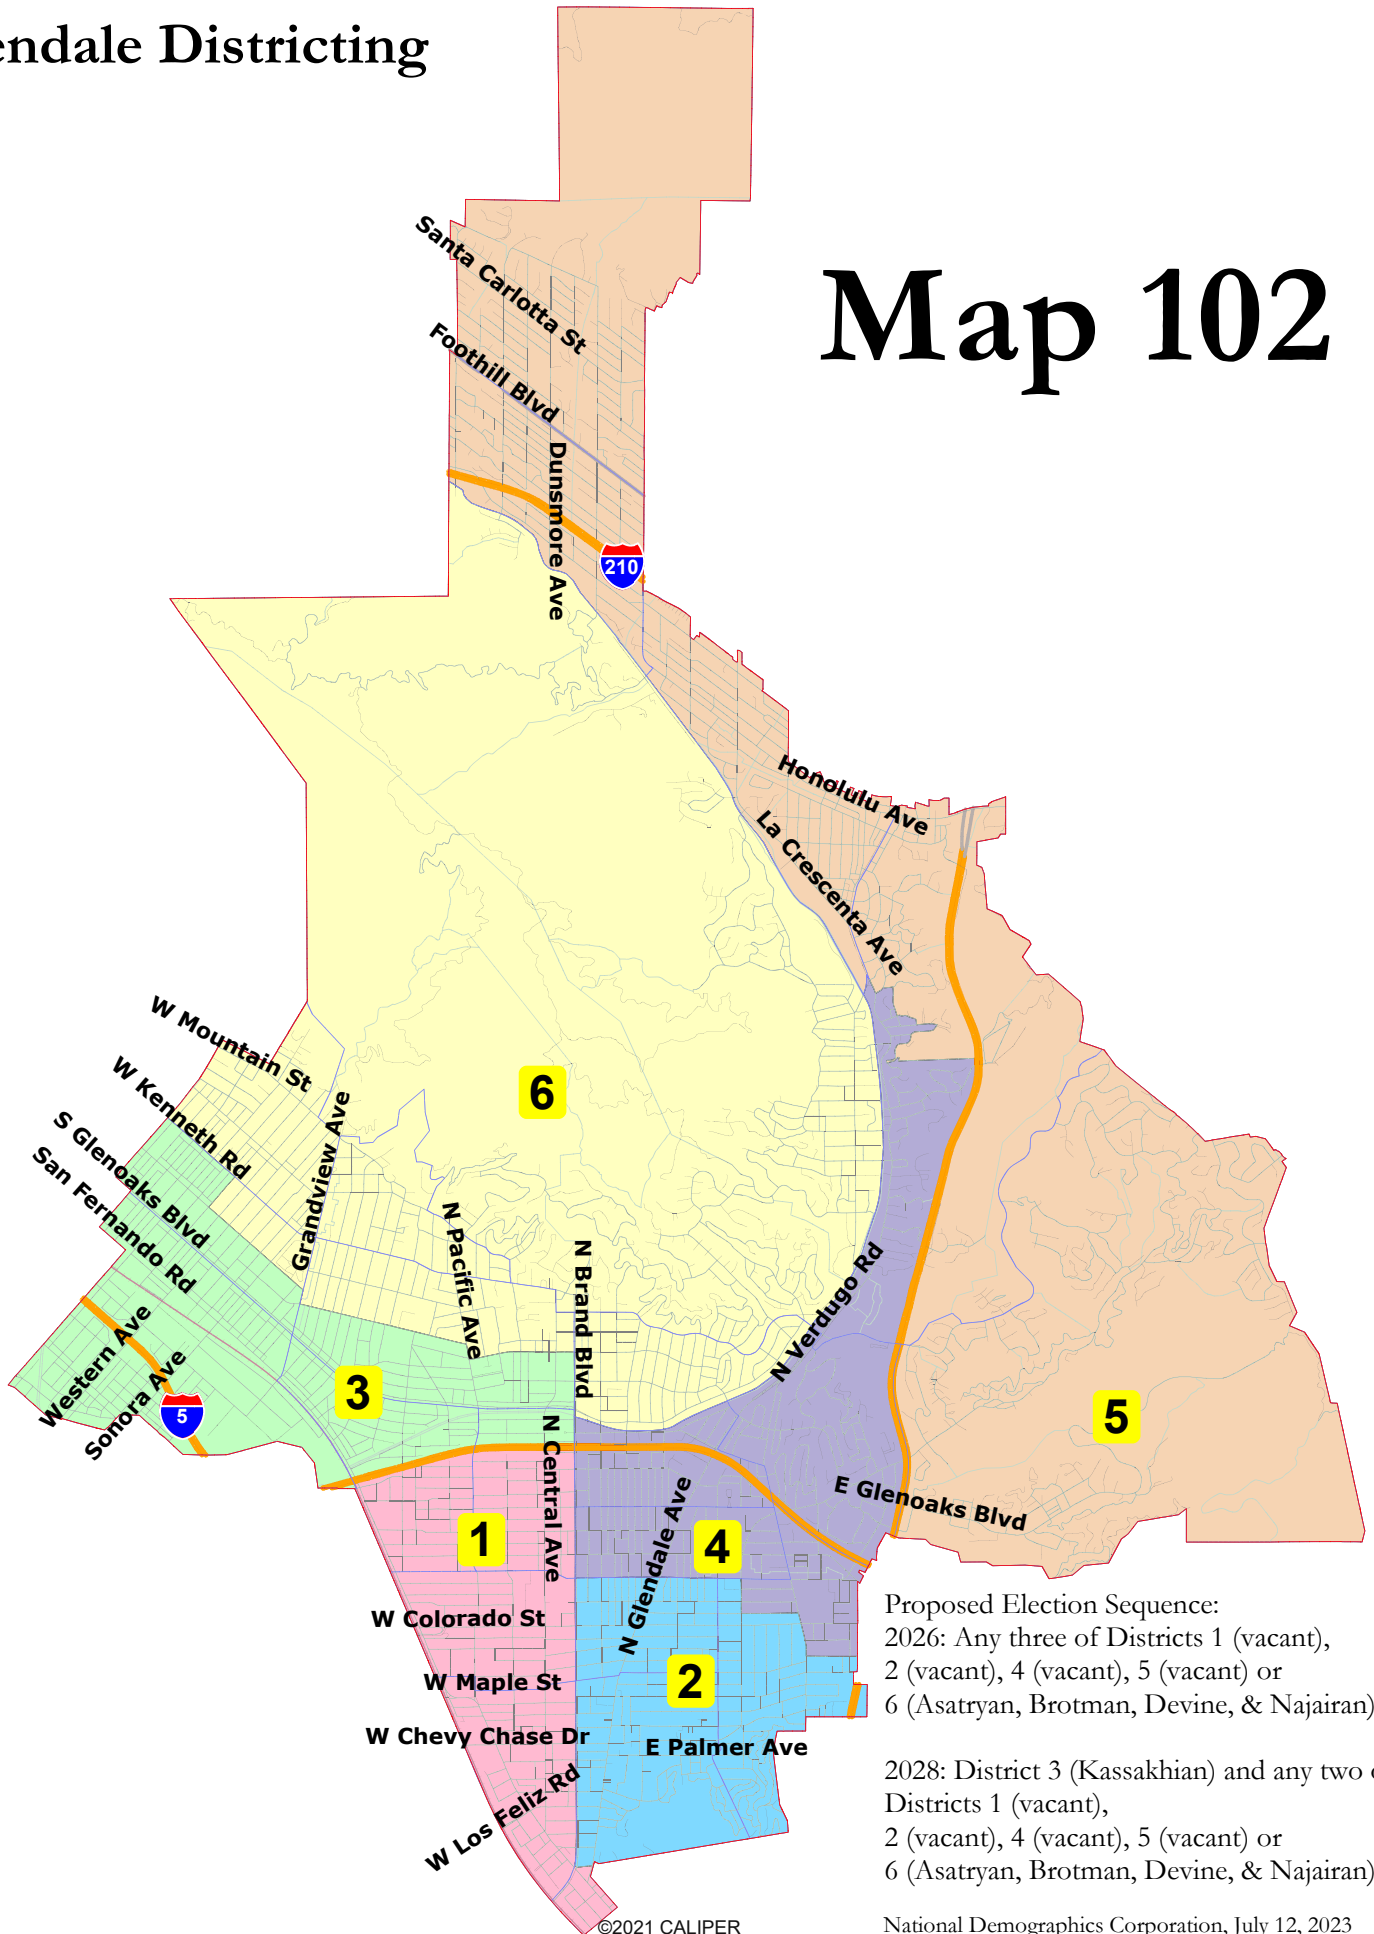 endale Districting
Map 102
Santa Carlotta St
Foothill Blvd
Dunsmore Ave
210
Honolulu Ave
La Crescenta Ave
W Mountain St
W Kenneth Rd
S Glenoaks Blvd
San Fernando Rd
Grandview Ave
6
N Pacific Ave
N Brand Blvd
N Verdugo Rd
Western Ave
Sonora Ave
5
3
5
N Central Ave
N Glendale Ave
E Glenoaks Blvd
1
4
W Colorado St
W Maple St
2
W Chevy Chase Dr
E Palmer Ave
W Los Feliz Rd
Proposed Election Sequence:
2026: Any three of Districts 1 (vacant),
2 (vacant), 4 (vacant), 5 (vacant) or
6 (Asatryan, Brotman, Devine, & Najairan)
2028: District 3 (Kassakhian) and any two
Districts 1 (vacant),
2 (vacant), 4 (vacant), 5 (vacant) or
6 (Asatryan, Brotman, Devine, & Najairan)
©2021 CALIPER
National Demographics Corporation, July 12, 2023